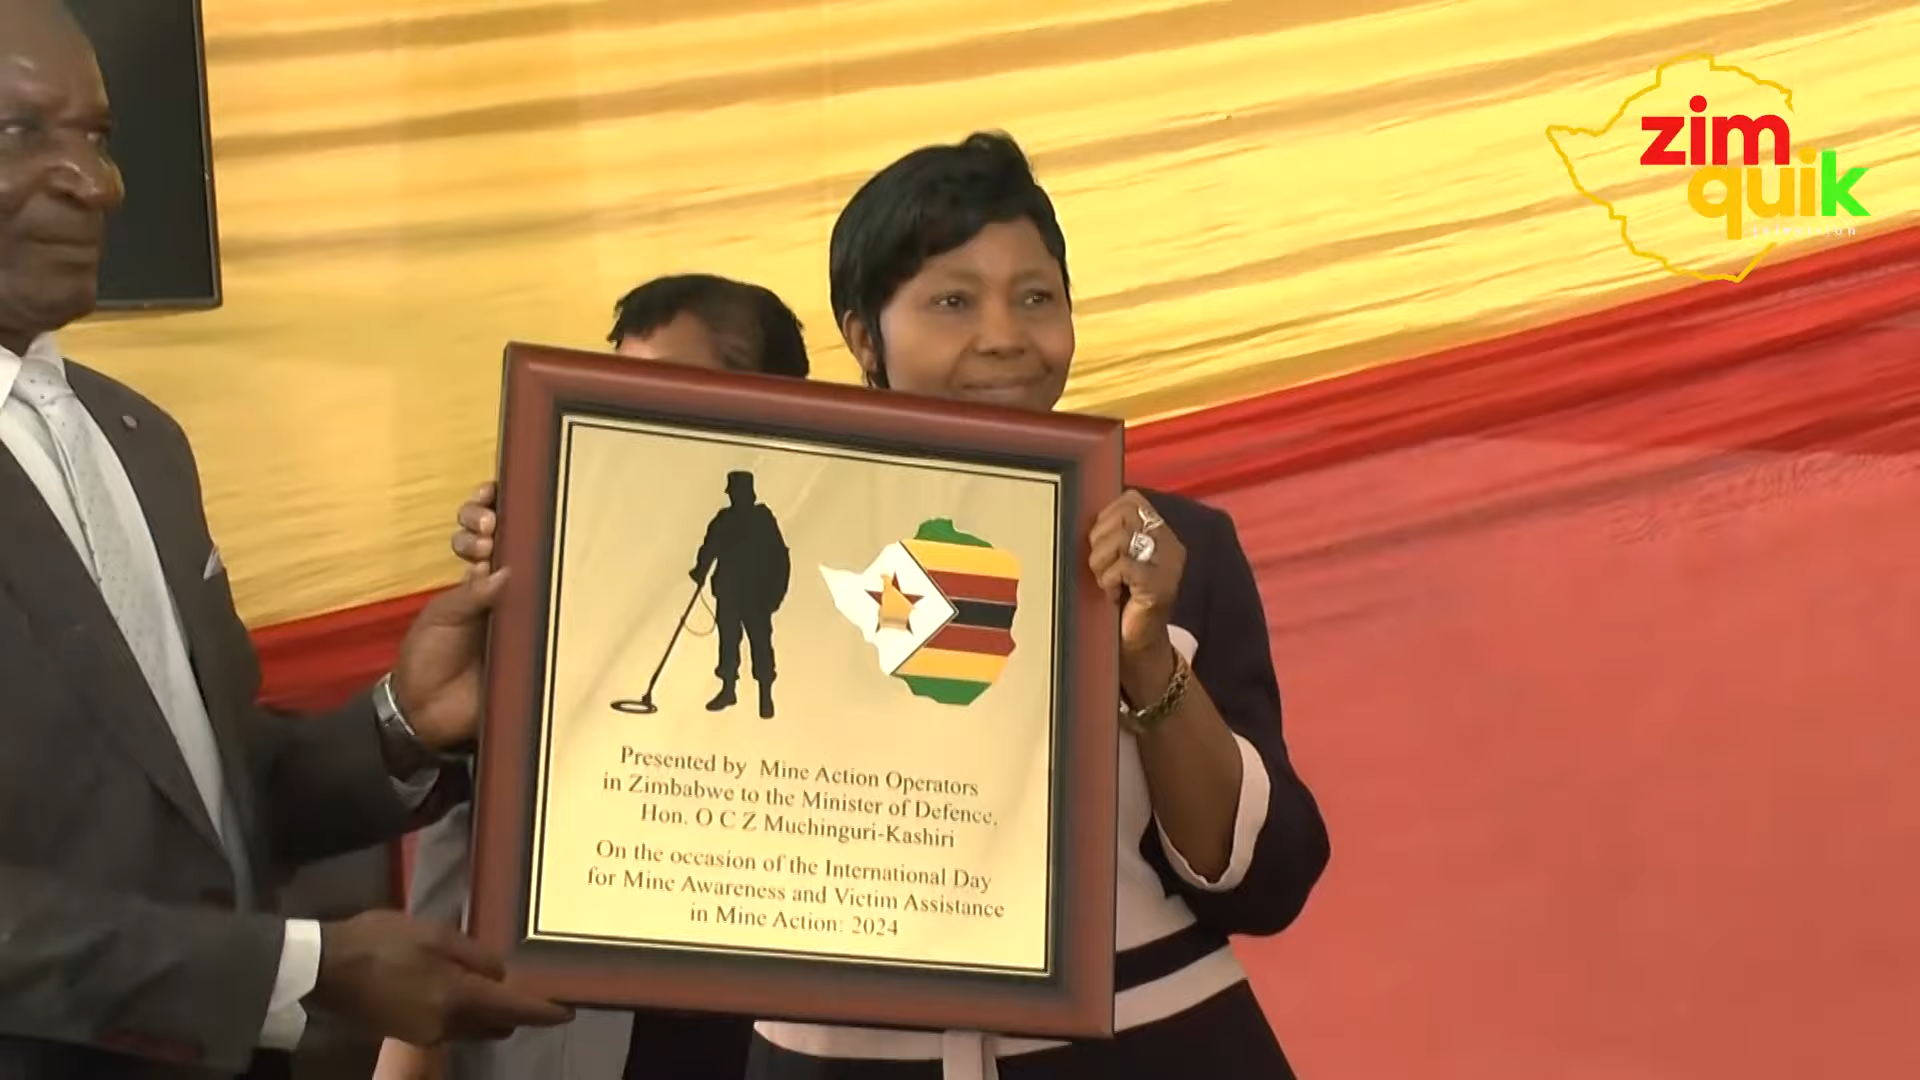 zim
quik
television
Presented by Mine Action Operators
in Zimbabwe to the Minister of Defence,
Hon. O C Z Muchinguri-Kashiri
On the occasion of the International Day
for Mine Awareness and Victim Assistance
in Mine Action: 2024